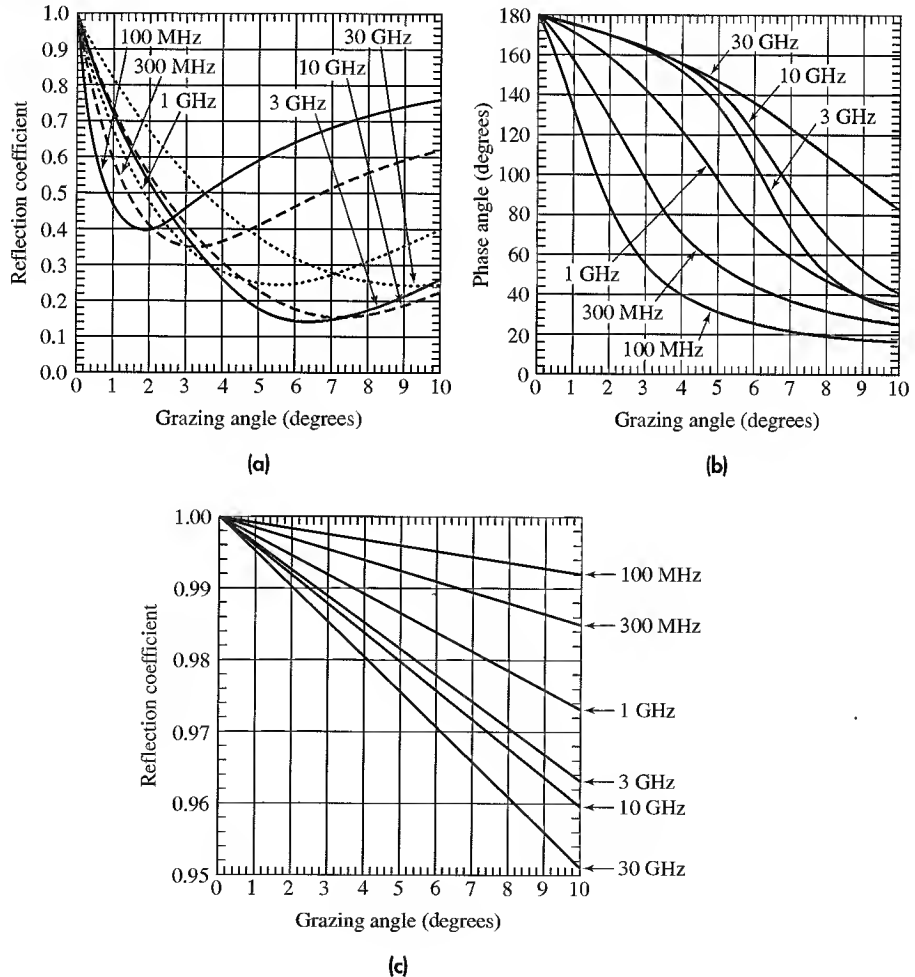 Reflection coefficient
1.0
0.9
0.8
0.7
0.6
0.5
0.4
0.3
0.2
0.1
0.0
100 MHz
300 MHz
1 GHz
30 GHz
10 GHz
3 GHz
0 1 2 3 4 5 6 7 8 9 10
Grazing angle (degrees)
(a)
Phase angle (degrees)
180
160
140
120
100
80
60
40
20
0
30 GHz
10 GHz
3 GHz
1 GHz
300 MHz
100 MHz
0 1 2 3 4 5 6 7 8 9 10
Grazing angle (degrees)
(b)
Reflection coefficient
1.00
0.99
0.98
0.97
0.96
0.95
100 MHz
300 MHz
1 GHz
3 GHz
10 GHz
30 GHz
0 1 2 3 4 5 6 7 8 9 10
Grazing angle (degrees)
(c)